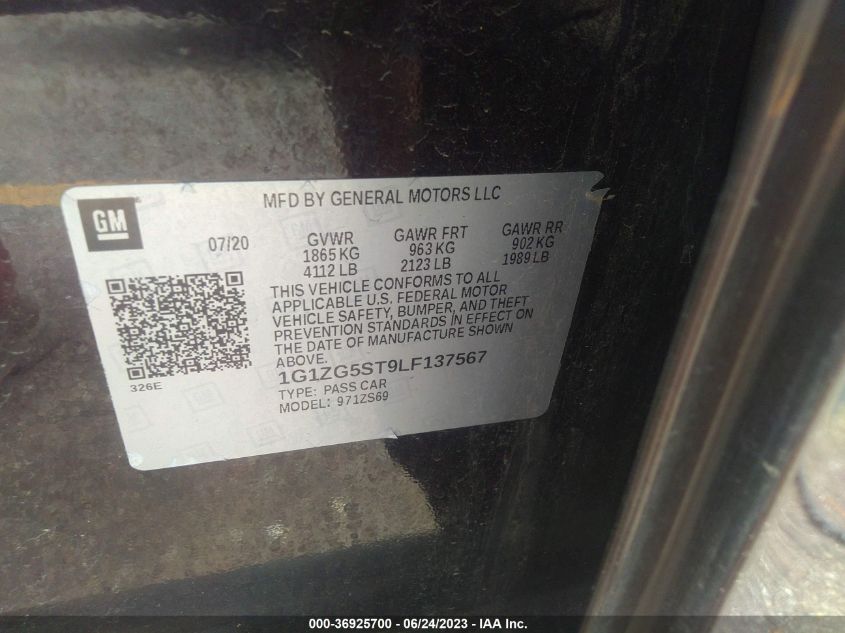 MFD BY GENERAL MOTORS LLC
GM
07/20
GVWR
1865 KG
4112 LB
GAWR FRT
963 KG
2123 LB
GAWR RR
902 KG
1989 LB
THIS VEHICLE CONFORMS TO ALL
APPLICABLE U.S. FEDERAL MOTOR
VEHICLE SAFETY, BUMPER, AND THEFT
PREVENTION STANDARDS IN EFFECT ON
THE DATE OF MANUFACTURE SHOWN
ABOVE.
326E
1G1ZG5ST9LF137567
TYPE: PASS CAR
MODEL: 971ZS69
000-36925700 - 06/24/2023 - IAA Inc.